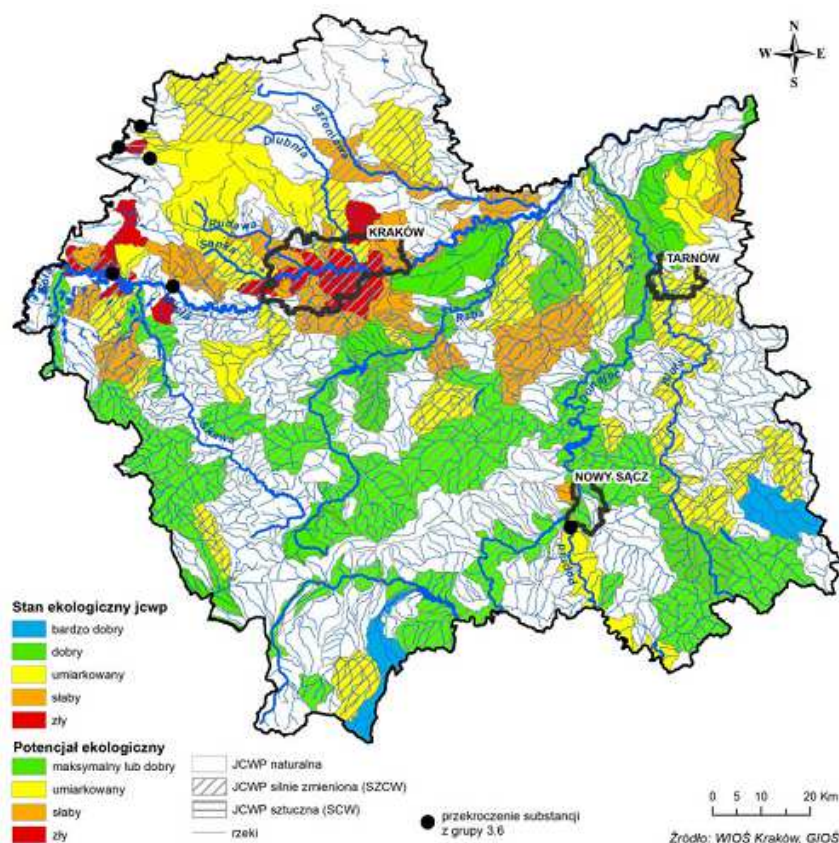 N
W E
S
Szreniawa
Dłubnia
Rudawa
Sanka
KRAKÓW
TARNÓW
Raba
Dunajec
Biała
Skawa
NOWY SĄCZ
Poprad
Stan ekologiczny jcwp
bardzo dobry
dobry
umiarkowany
słaby
zły
Potencjał ekologiczny
maksymalny lub dobry
umiarkowany
słaby
zły
JCWP naturalna
JCWP silnie zmieniona (SZCW)
JCWP sztuczna (SCW)
rzeki
przekroczenie substancji
z grupy 3.6
0 5 10 20 Km
Źródło: WIOŚ Kraków, GIOŚ